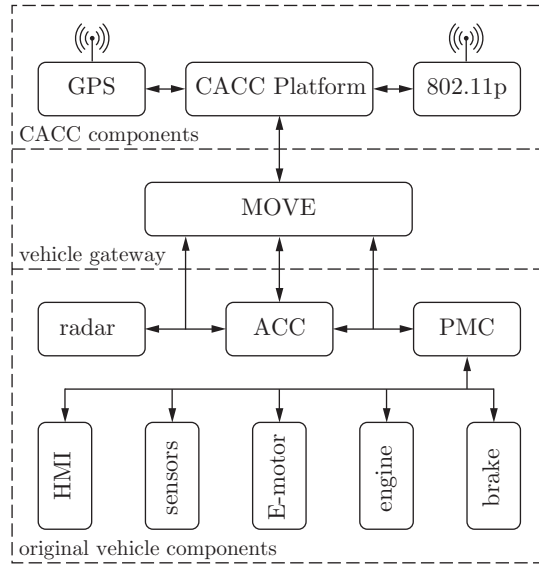 GPS
CACC Platform
802.11p
CACC components
MOVE
vehicle gateway
radar
ACC
PMC
HMI
sensors
E-motor
engine
brake
original vehicle components